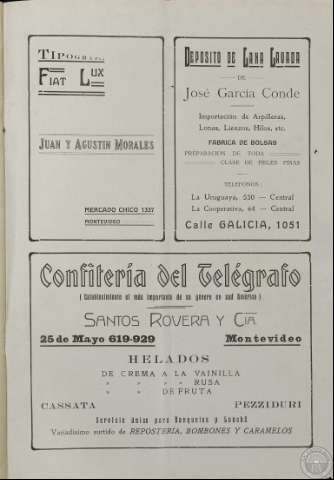 TIPOGRAFIA
FIAT LUX
JUAN Y AGUSTIN MORALES
MERCADO CHICO 1337
MONTEVIDEO
DEPOSITO DE LANA LAVADA
DE
José García Conde
Importación de Arpilleras,
Lonas, Lienzos, Hilos, etc.
FABRICA DE BOLSAS
PREPARACION DE TODA
CLASE DE PIELES FINAS
TELÉFONOS:
La Uruguaya, 530 — Central
La Cooperativa, 64 — Central
Calle GALICIA, 1051
Confitería del Telégrafo
( Establecimiento el más importante de su género en sud América )
SANTOS ROVERA Y CIA
25 de Mayo 619-929 Montevideo
HELADOS
DE CREMA A LA VAINILLA
» » » » RUSA
» » DE FRUTA
CASSATA PEZZIDURI
Servicio único para Banquetes y Lunchs
Variadísimo surtido de REPOSTERÍA, BOMBONES Y CARAMELOS